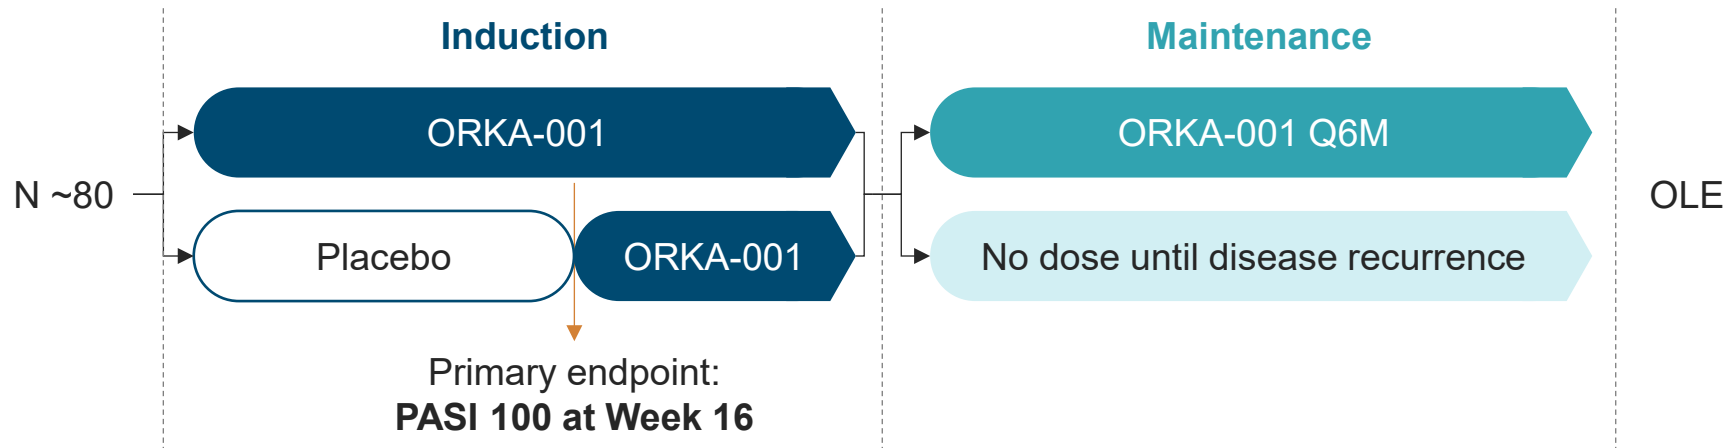 Induction
Maintenance
ORKA-001
ORKA-001 Q6M
N ~80
OLE
Placebo
ORKA-001
No dose until disease recurrence
Primary endpoint:
PASI 100 at Week 16